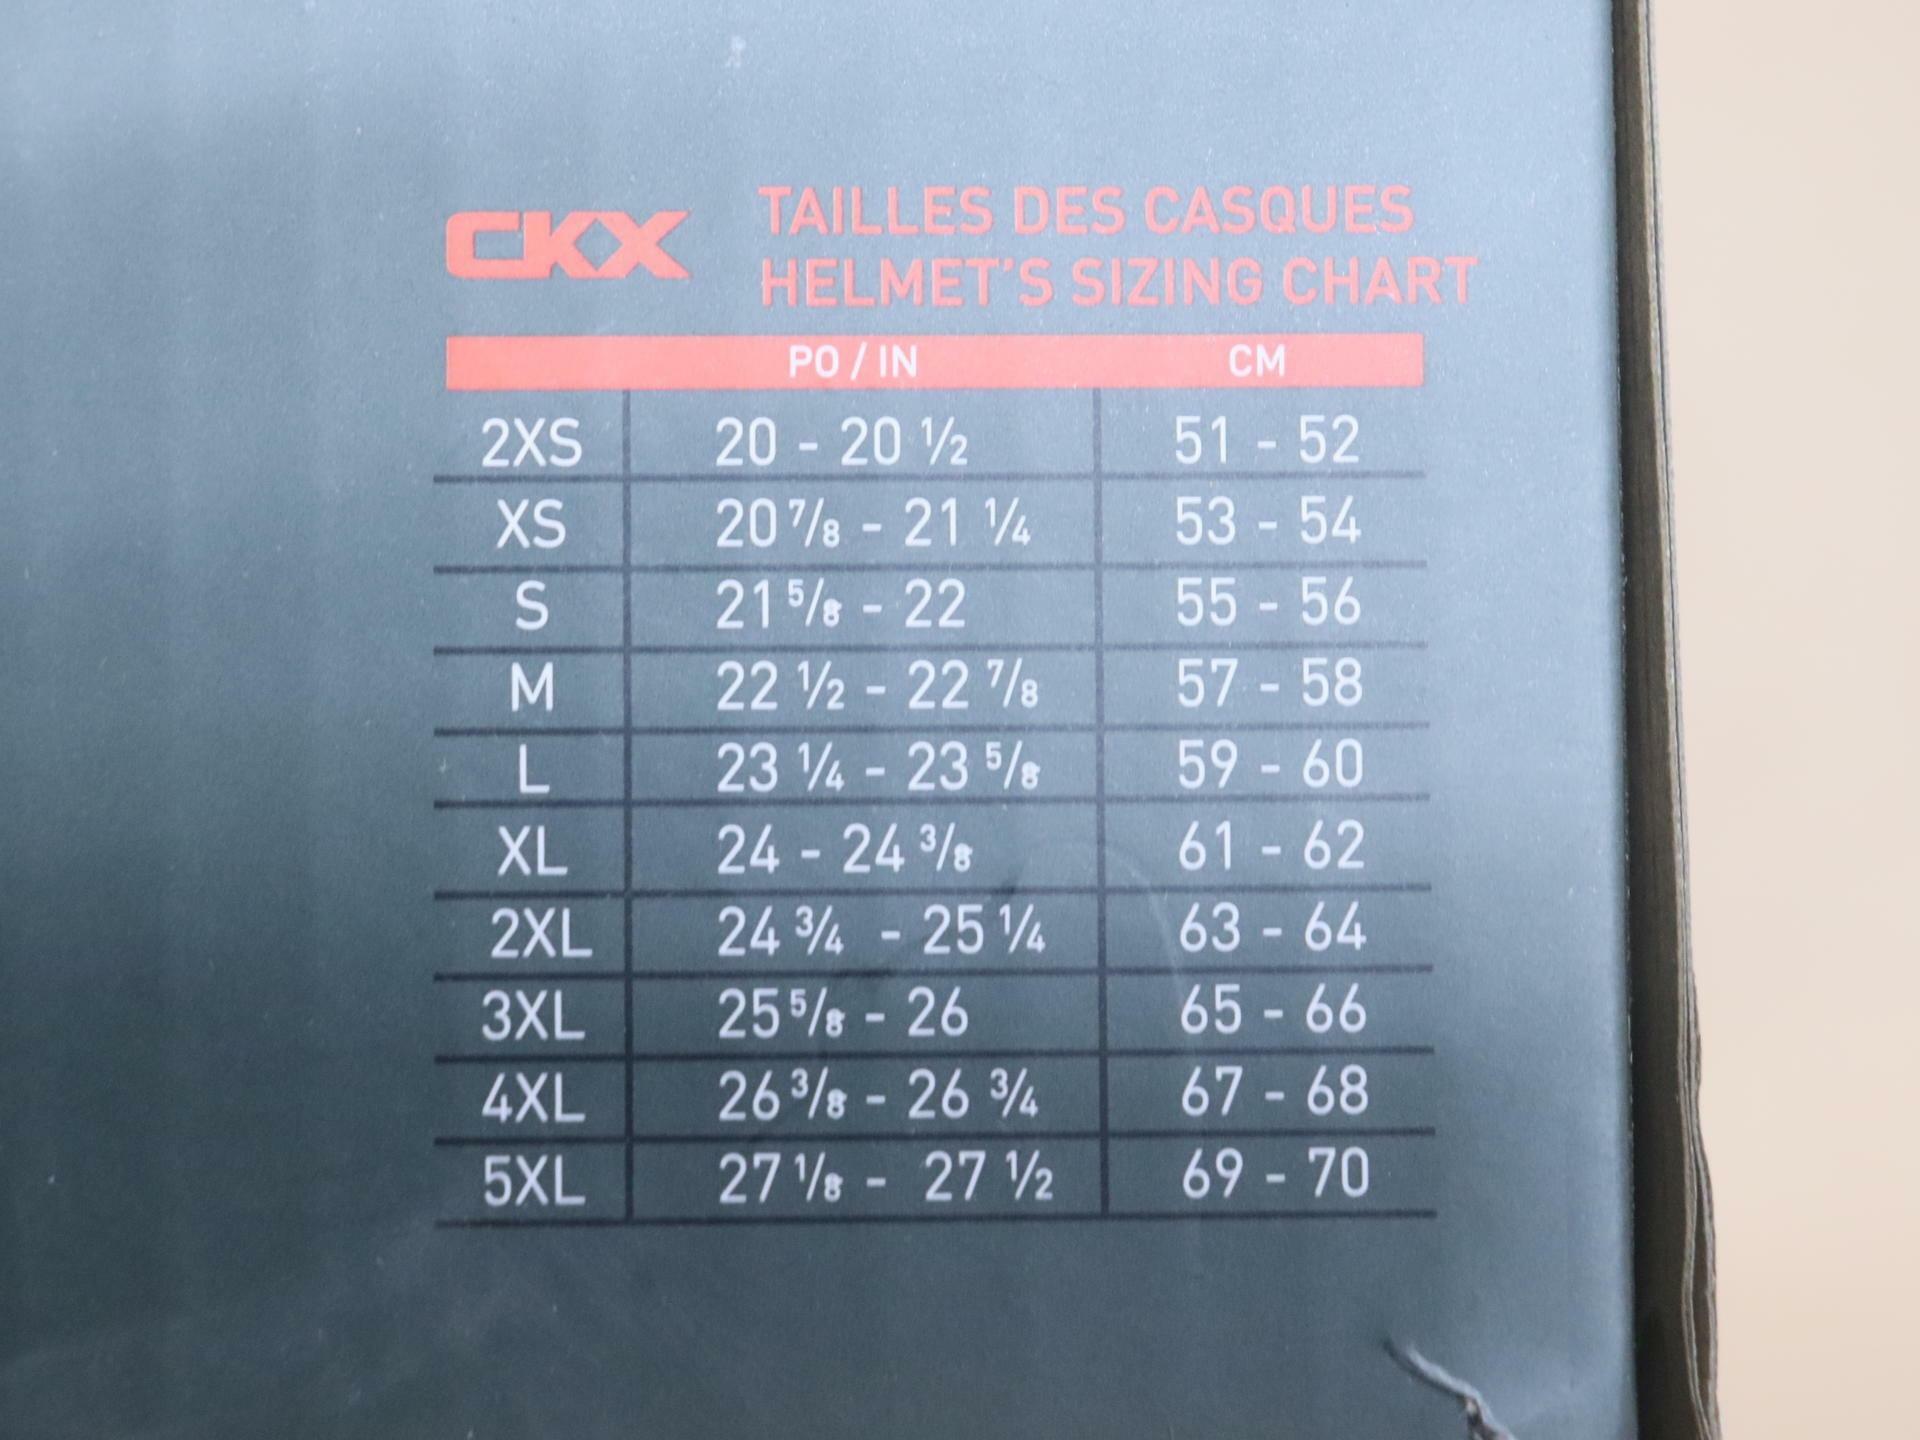 CKX TAILLES DES CASQUES
HELMET'S SIZING CHART
PO / IN CM
2XS 20 - 20 ½ 51 - 52
XS 20 ⅞ - 21 ¼ 53 - 54
S 21 ⅝ - 22 55 - 56
M 22 ½ - 22 ⅞ 57 - 58
L 23 ¼ - 23 ⅝ 59 - 60
XL 24 - 24 ⅜ 61 - 62
2XL 24 ¾ - 25 ¼ 63 - 64
3XL 25 ⅝ - 26 65 - 66
4XL 26 ⅜ - 26 ¾ 67 - 68
5XL 27 ⅛ - 27 ½ 69 - 70